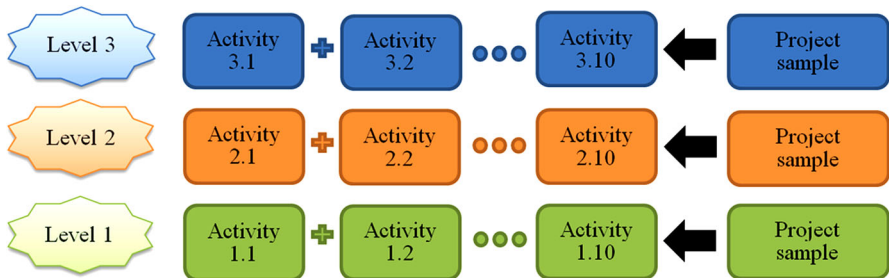 Level 3
Activity
3.1
Activity
3.2
Activity
3.10
Project
sample
Level 2
Activity
2.1
Activity
2.2
Activity
2.10
Project
sample
Level 1
Activity
1.1
Activity
1.2
Activity
1.10
Project
sample